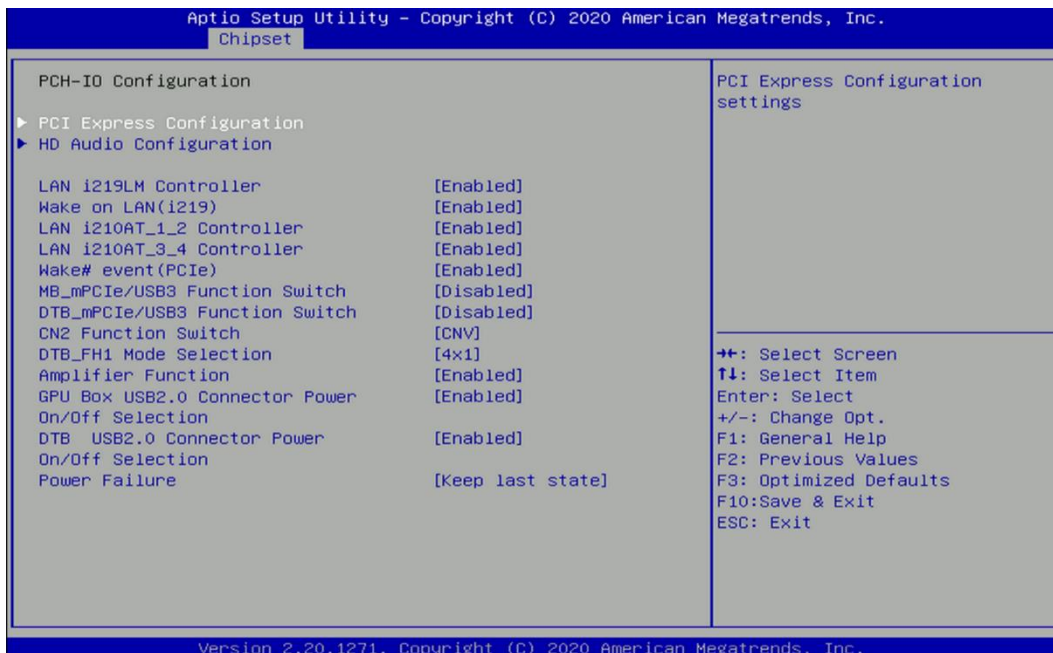 Aptio Setup Utility – Copyright (C) 2020 American Megatrends, Inc.
Chipset
PCH-IO Configuration
PCI Express Configuration
HD Audio Configuration
LAN i219LM Controller [Enabled]
Wake on LAN(i219) [Enabled]
LAN i210AT_1_2 Controller [Enabled]
LAN i210AT_3_4 Controller [Enabled]
Wake# event(PCIe) [Enabled]
MB_mPCIe/USB3 Function Switch [Disabled]
DTB_mPCIe/USB3 Function Switch [Disabled]
CN2 Function Switch [CNV]
DTB_FH1 Mode Selection [4x1]
Amplifier Function [Enabled]
GPU Box USB2.0 Connector Power [Enabled]
On/Off Selection
DTB  USB2.0 Connector Power [Enabled]
On/Off Selection
Power Failure [Keep last state]
PCI Express Configuration
settings
→←: Select Screen
↑↓: Select Item
Enter: Select
+/-: Change Opt.
F1: General Help
F2: Previous Values
F3: Optimized Defaults
F10:Save & Exit
ESC: Exit
Version 2.20.1271. Copyright (C) 2020 American Megatrends, Inc.